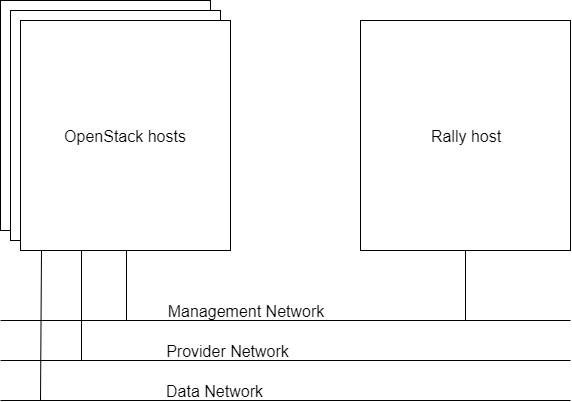 OpenStack hosts
Rally host
Management Network
Provider Network
Data Network